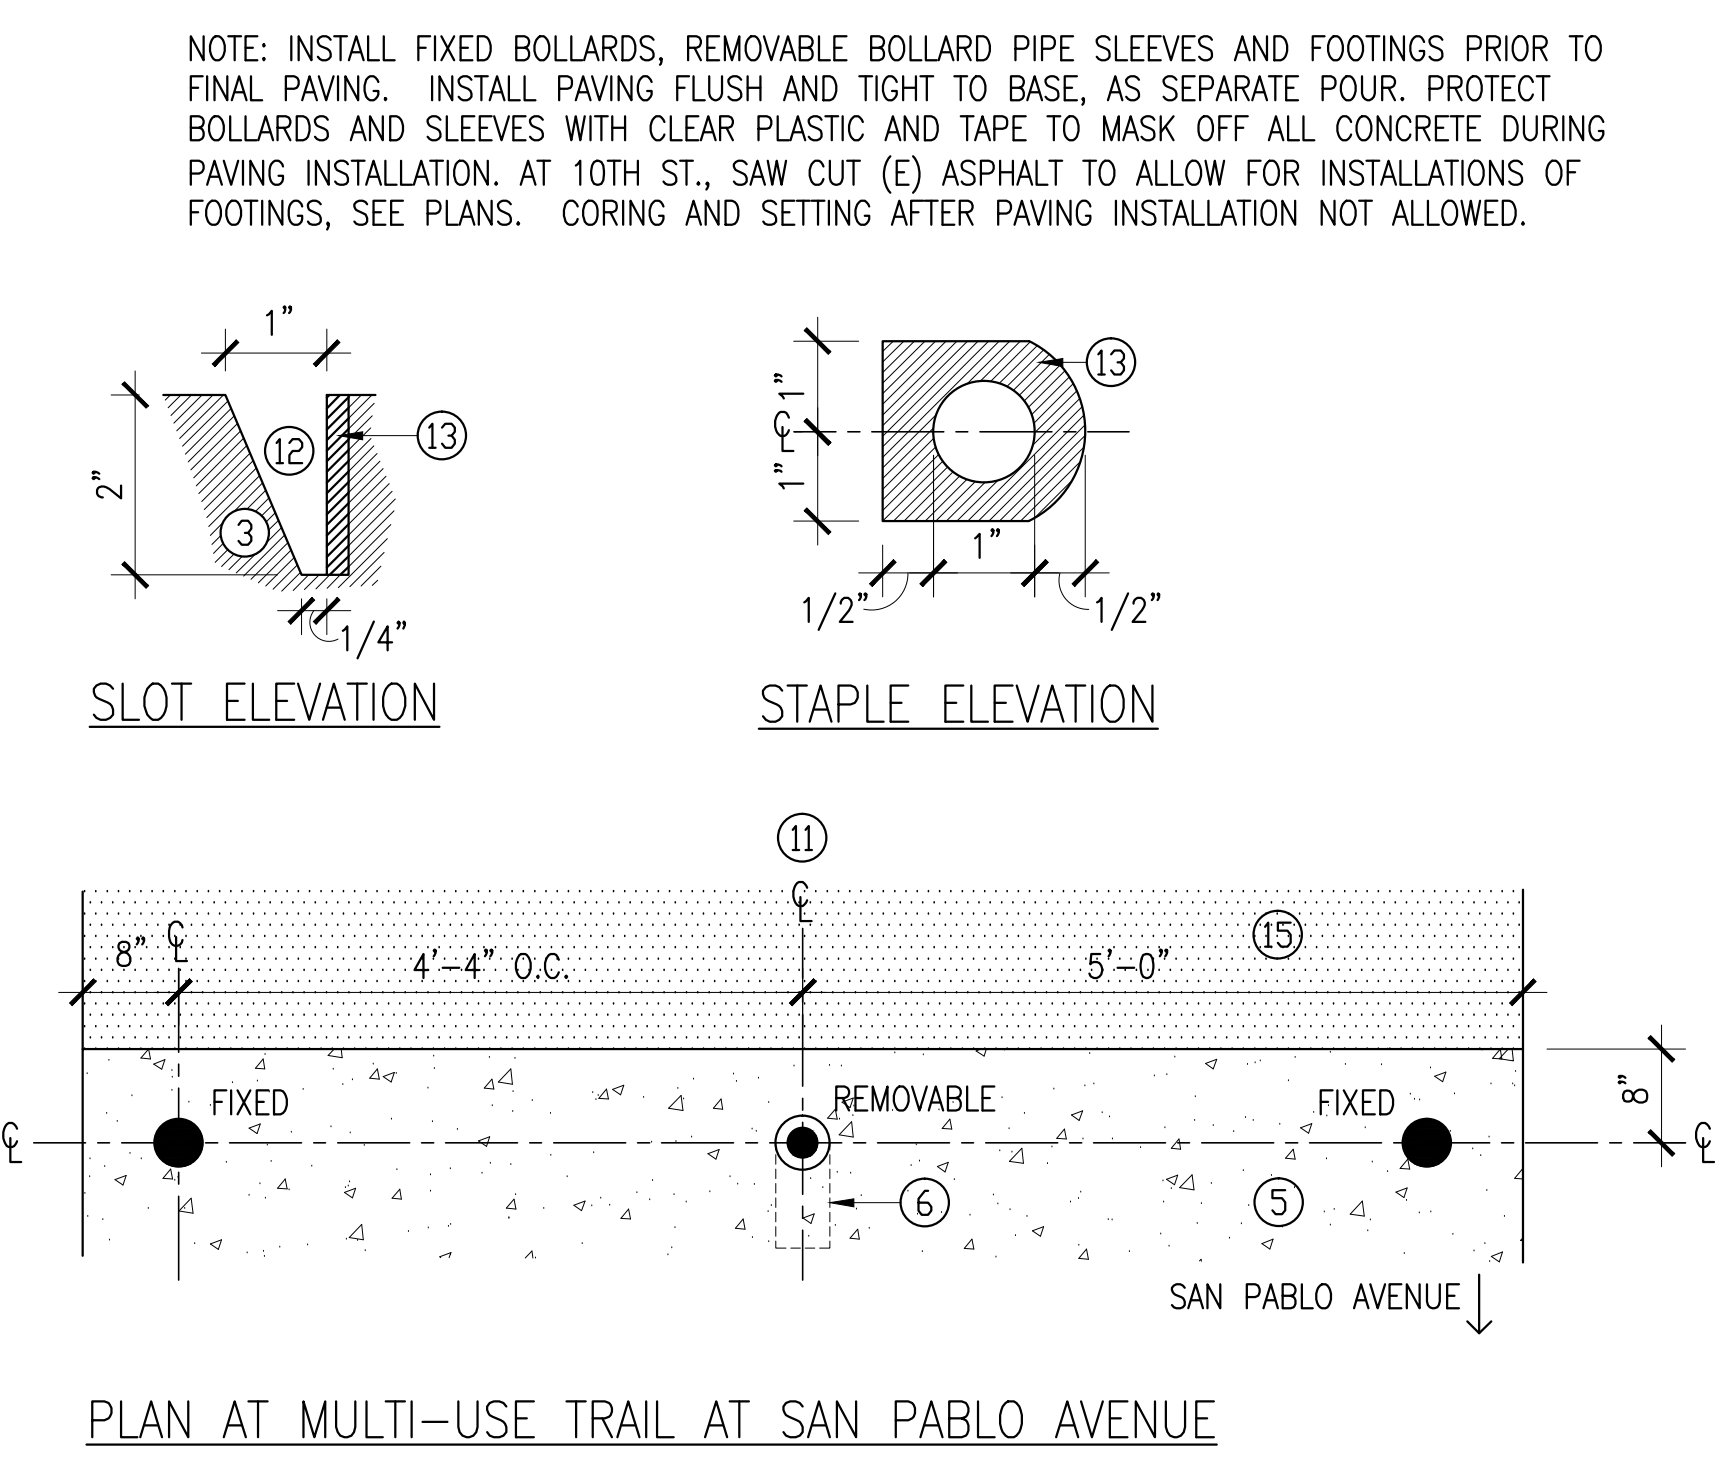 NOTE: INSTALL FIXED BOLLARDS, REMOVABLE BOLLARD PIPE SLEEVES AND FOOTINGS PRIOR TO
FINAL PAVING. INSTALL PAVING FLUSH AND TIGHT TO BASE, AS SEPARATE POUR. PROTECT
BOLLARDS AND SLEEVES WITH CLEAR PLASTIC AND TAPE TO MASK OFF ALL CONCRETE DURING
PAVING INSTALLATION. AT 10TH ST., SAW CUT (E) ASPHALT TO ALLOW FOR INSTALLATIONS OF
FOOTINGS, SEE PLANS. CORING AND SETTING AFTER PAVING INSTALLATION NOT ALLOWED.
1"
2"
12
13
3
1/4"
SLOT ELEVATION
1"
℄
1"
13
1"
1/2"
1/2"
STAPLE ELEVATION
11
℄
8"
℄
4'-4" O.C.
5'-0"
15
FIXED
REMOVABLE
FIXED
8"
℄
℄
6
5
SAN PABLO AVENUE
PLAN AT MULTI-USE TRAIL AT SAN PABLO AVENUE